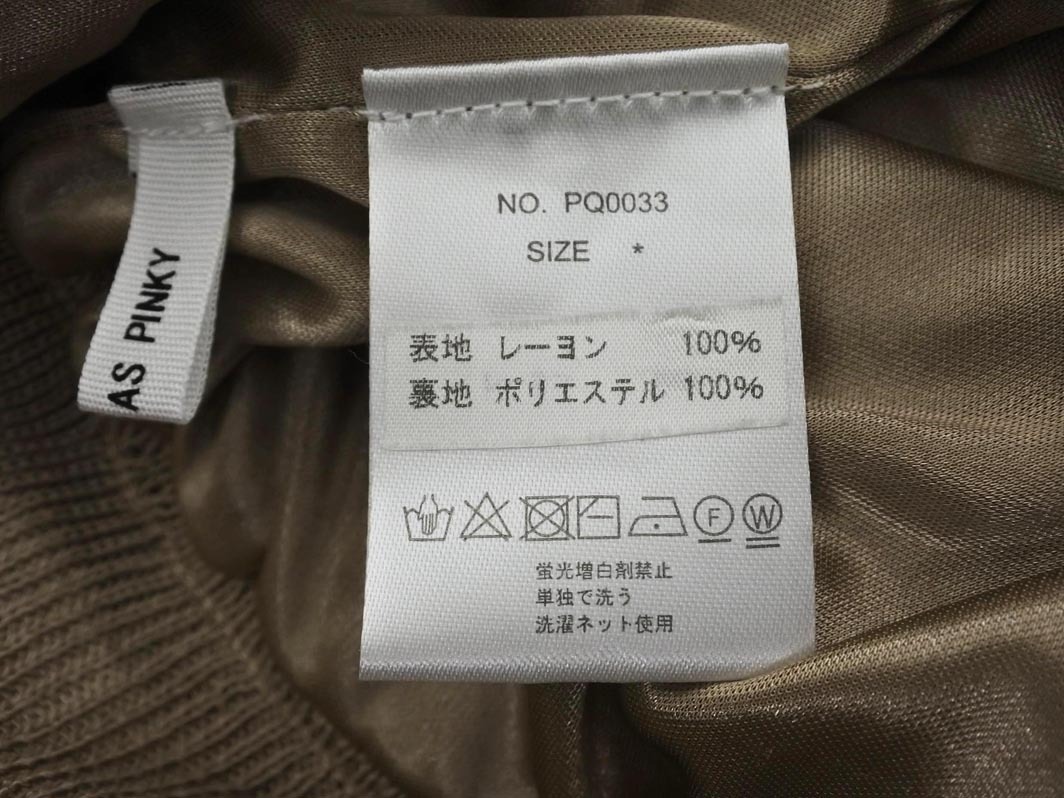 AS PINKY
NO. PQ0033
SIZE *
表地 レーヨン 100%
裏地 ポリエステル 100%
F W
蛍光増白剤禁止
単独で洗う
洗濯ネット使用